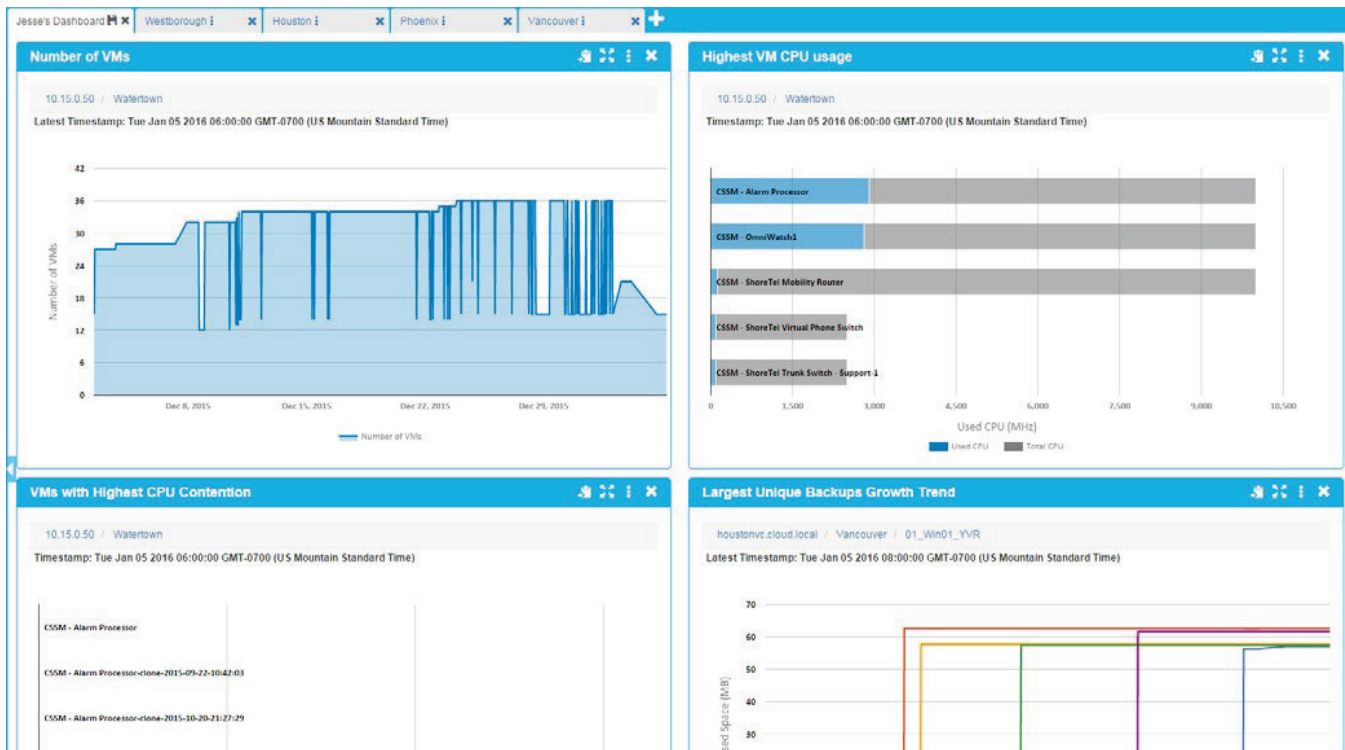 Jesse's Dashboard
Westborough
Houston
Phoenix
Vancouver
Number of VMs
10.15.0.50 / Watertown
Latest Timestamp: Tue Jan 05 2016 06:00:00 GMT-0700 (US Mountain Standard Time)
42
36
30
24
18
12
6
0
Number of VMs
Dec 8, 2015
Dec 15, 2015
Dec 22, 2015
Dec 29, 2015
Number of VMs
Highest VM CPU usage
10.15.0.50 / Watertown
Timestamp: Tue Jan 05 2016 06:00:00 GMT-0700 (US Mountain Standard Time)
CSSM - Alarm Processor
CSSM - OmniWatch1
CSSM - ShoreTel Mobility Router
CSSM - ShoreTel Virtual Phone Switch
CSSM - ShoreTel Trunk Switch - Support-1
0
1,500
3,000
4,500
6,000
7,500
9,000
10,500
Used CPU (MHz)
Used CPU
Total CPU
VMs with Highest CPU Contention
10.15.0.50 / Watertown
Timestamp: Tue Jan 05 2016 06:00:00 GMT-0700 (US Mountain Standard Time)
CSSM - Alarm Processor
CSSM - Alarm Processor-clone-2015-09-22-10:42:03
CSSM - Alarm Processor-clone-2015-10-20-21:27:29
Largest Unique Backups Growth Trend
houstonvc.cloud.local / Vancouver / 01_Win01_YVR
Latest Timestamp: Tue Jan 05 2016 08:00:00 GMT-0700 (US Mountain Standard Time)
70
60
50
40
30
Space (MB)